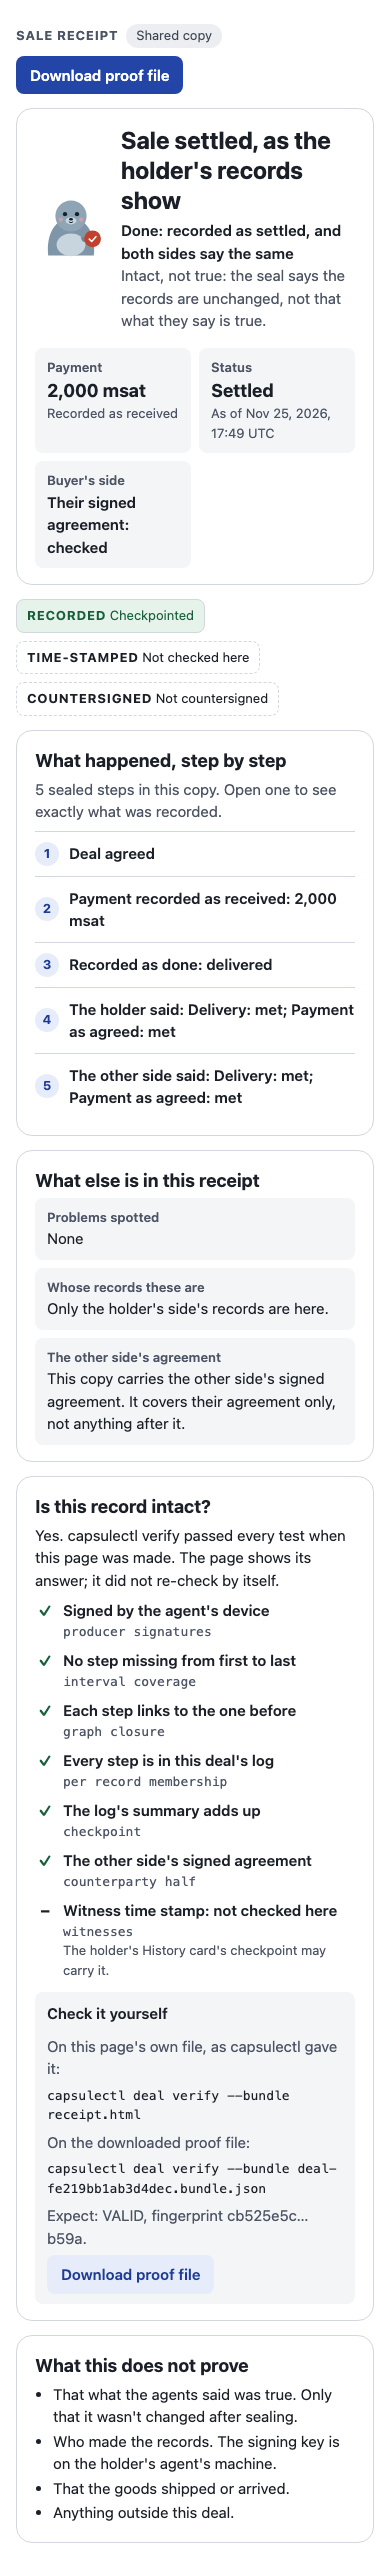 SALE RECEIPT Shared copy
Download proof file
Sale settled, as the
holder's records
show
Done: recorded as settled, and
both sides say the same
Intact, not true: the seal says the
records are unchanged, not that
what they say is true.
Payment
2,000 msat
Recorded as received
Status
Settled
As of Nov 25, 2026,
17:49 UTC
Buyer's side
Their signed
agreement:
checked
RECORDED Checkpointed
TIME-STAMPED Not checked here
COUNTERSIGNED Not countersigned
What happened, step by step
5 sealed steps in this copy. Open one to see
exactly what was recorded.
1 Deal agreed
2 Payment recorded as received: 2,000
msat
3 Recorded as done: delivered
4 The holder said: Delivery: met; Payment
as agreed: met
5 The other side said: Delivery: met;
Payment as agreed: met
What else is in this receipt
Problems spotted
None
Whose records these are
Only the holder's side's records are here.
The other side's agreement
This copy carries the other side's signed
agreement. It covers their agreement only,
not anything after it.
Is this record intact?
Yes. capsulectl verify passed every test when
this page was made. The page shows its
answer; it did not re-check by itself.
✓ Signed by the agent's device
producer signatures
✓ No step missing from first to last
interval coverage
✓ Each step links to the one before
graph closure
✓ Every step is in this deal's log
per record membership
✓ The log's summary adds up
checkpoint
✓ The other side's signed agreement
counterparty half
– Witness time stamp: not checked here
witnesses
The holder's History card's checkpoint may
carry it.
Check it yourself
On this page's own file, as capsulectl gave
it:
capsulectl deal verify --bundle
receipt.html
On the downloaded proof file:
capsulectl deal verify --bundle deal-
fe219bb1ab3d4dec.bundle.json
Expect: VALID, fingerprint cb525e5c…
b59a.
Download proof file
What this does not prove
• That what the agents said was true. Only
that it wasn't changed after sealing.
• Who made the records. The signing key is
on the holder's agent's machine.
• That the goods shipped or arrived.
• Anything outside this deal.